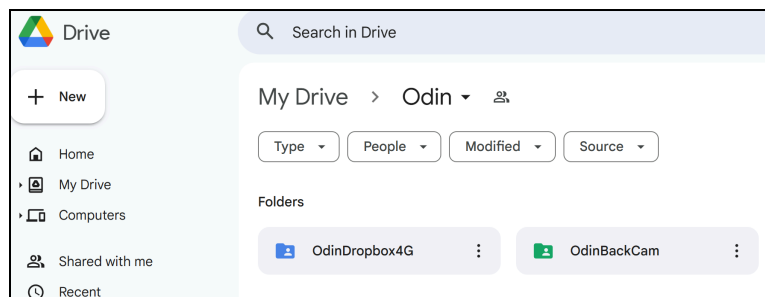 Drive
Search in Drive
New
My Drive > Odin
Home
Type People Modified Source
My Drive
Computers
Folders
OdinDropbox4G OdinBackCam
Shared with me
Recent